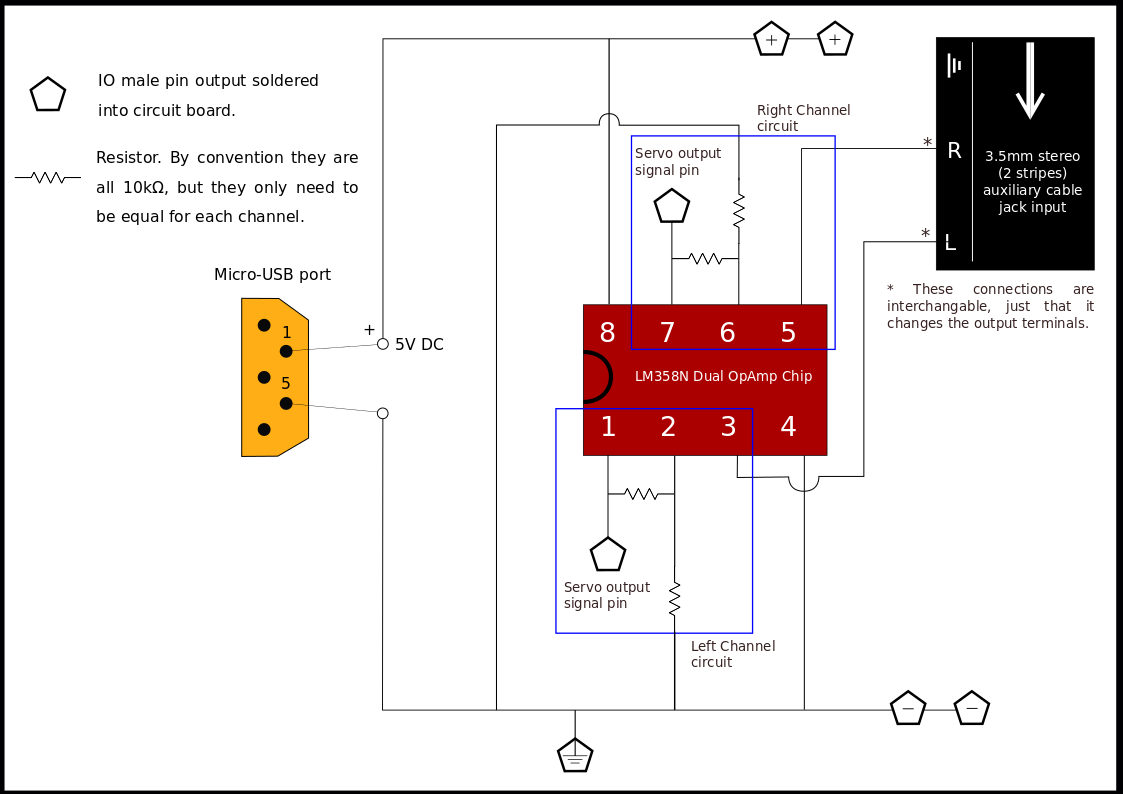 IO male pin output soldered
into circuit board.
Resistor. By convention they are
all 10kΩ, but they only need to
be equal for each channel.
Micro-USB port
1
5
+
5V DC
+ +
Right Channel
circuit
Servo output
signal pin
8 7 6 5
LM358N Dual OpAmp Chip
1 2 3 4
Servo output
signal pin
Left Channel
circuit
* R
* L
3.5mm stereo
(2 stripes)
auxiliary cable
jack input
* These connections are
interchangable, just that it
changes the output terminals.
− −